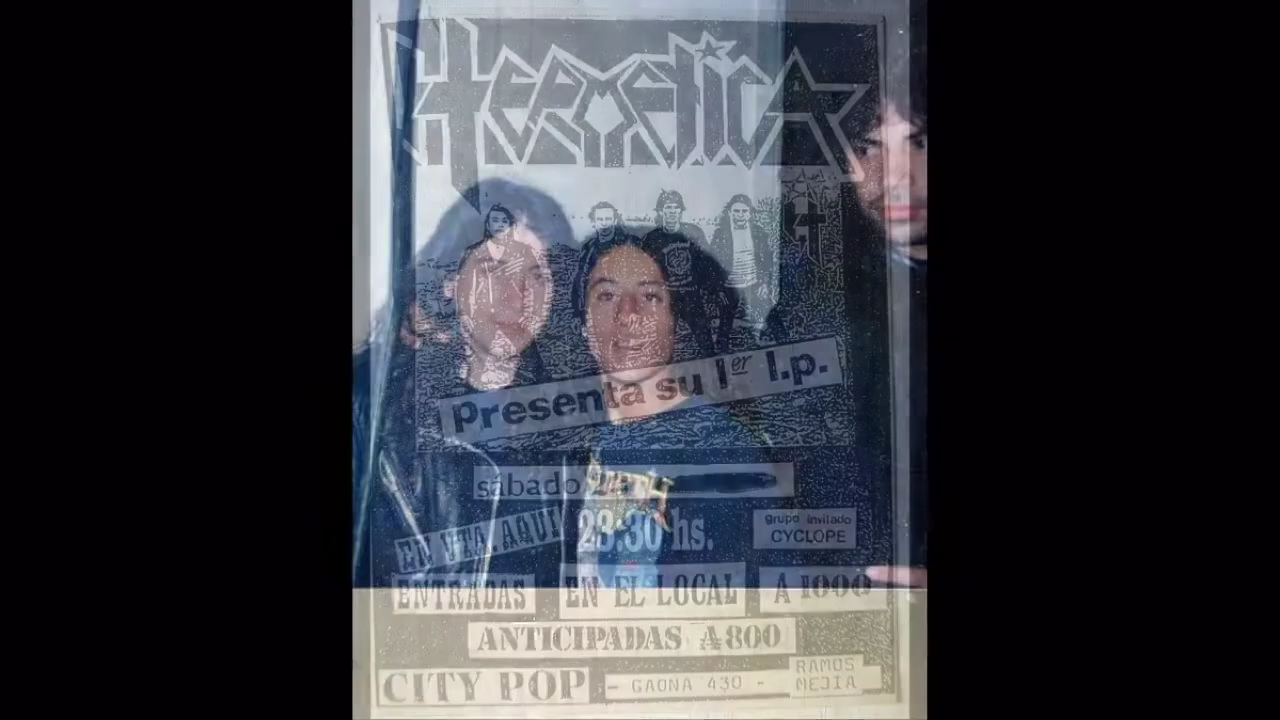 HERMETICA
Presenta su 1er l.p.
sábado
EN VTA. AQUI
23:30 hs.
grupo invitado
CYCLOPE
ENTRADAS EN EL LOCAL A 1000
ANTICIPADAS A 800
CITY POP - GAONA 430 - RAMOS MEJIA